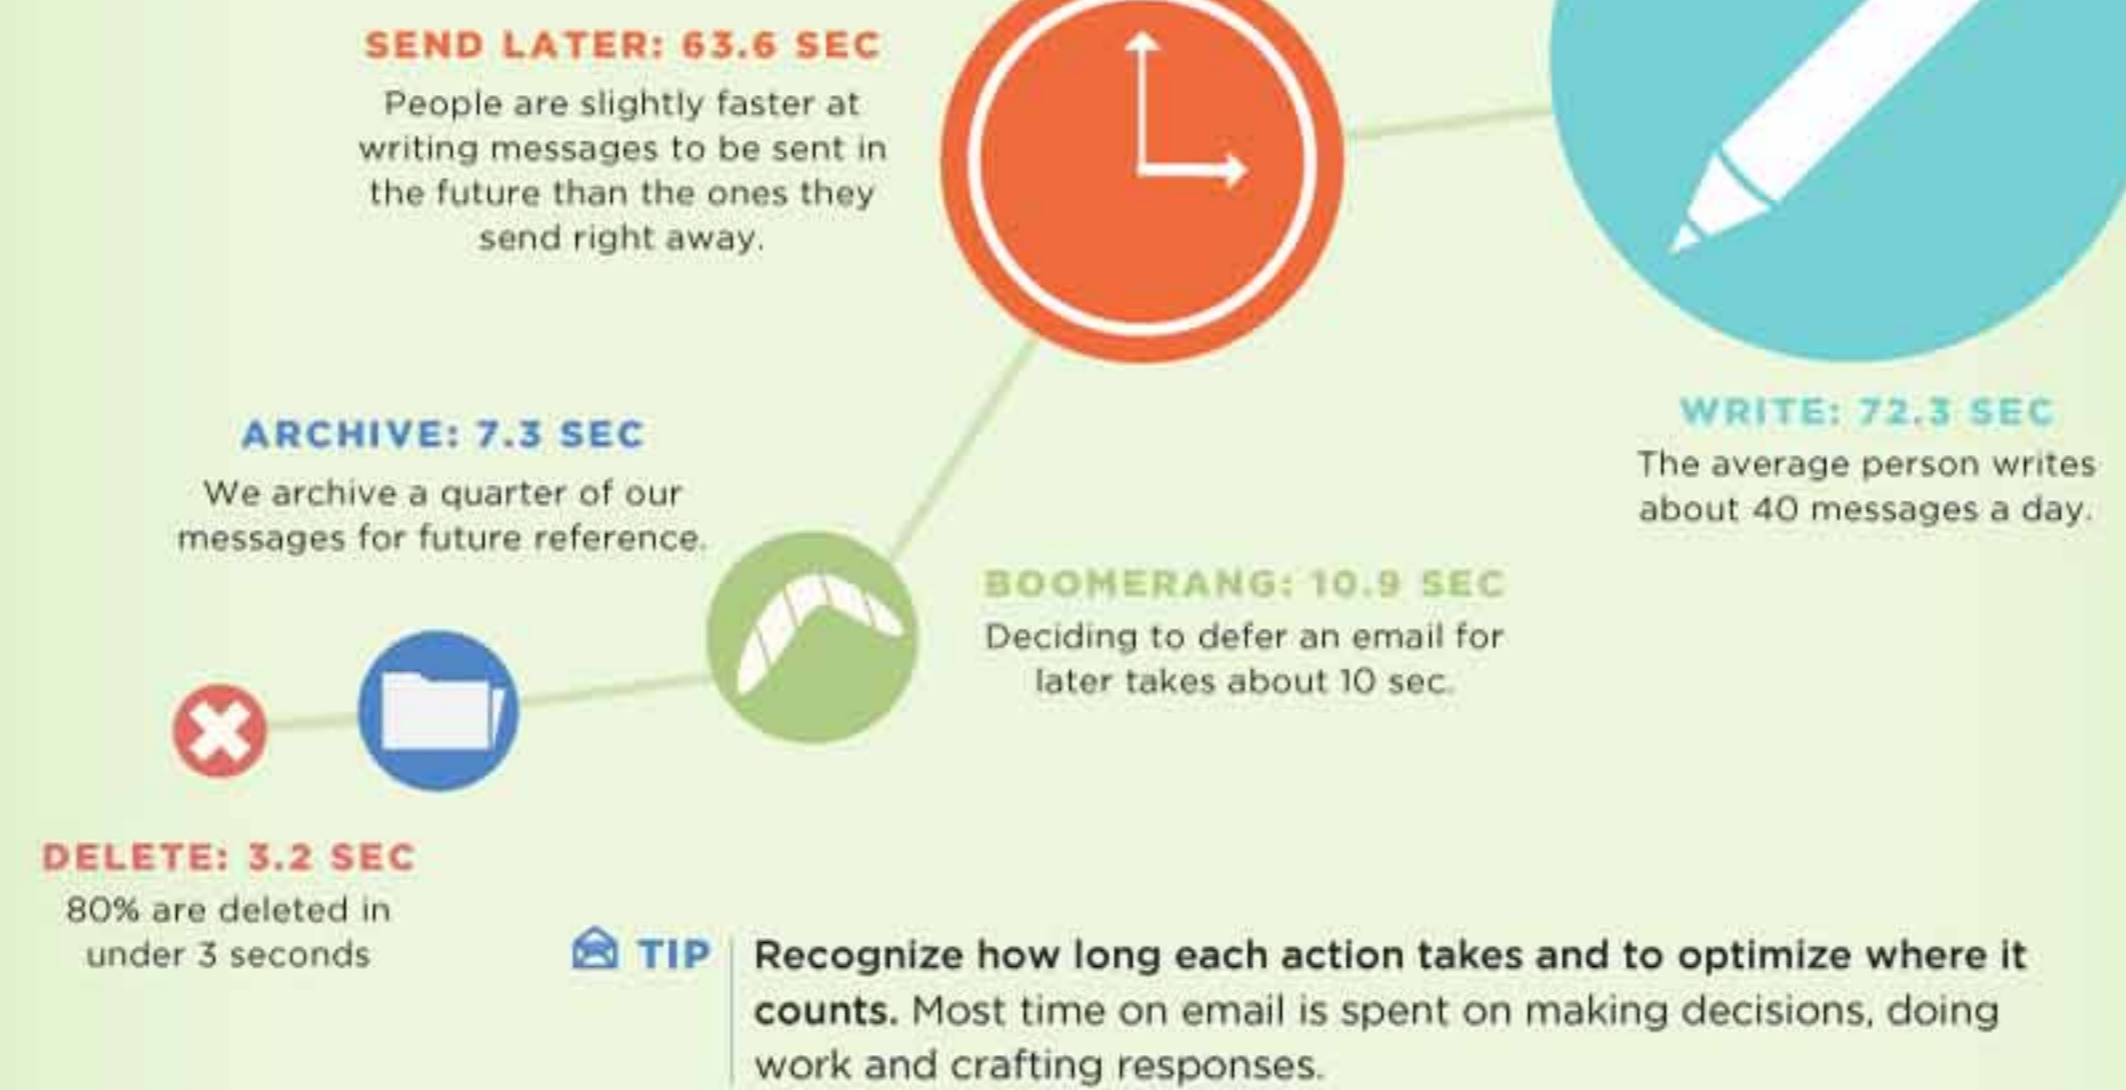 SEND LATER: 63.6 SEC
People are slightly faster at
writing messages to be sent in
the future than the ones they
send right away.
ARCHIVE: 7.3 SEC
We archive a quarter of our
messages for future reference.
WRITE: 72.3 SEC
The average person writes
about 40 messages a day.
BOOMERANG: 10.9 SEC
Deciding to defer an email for
later takes about 10 sec.
DELETE: 3.2 SEC
80% are deleted in
under 3 seconds
TIP
Recognize how long each action takes and to optimize where it
counts. Most time on email is spent on making decisions, doing
work and crafting responses.